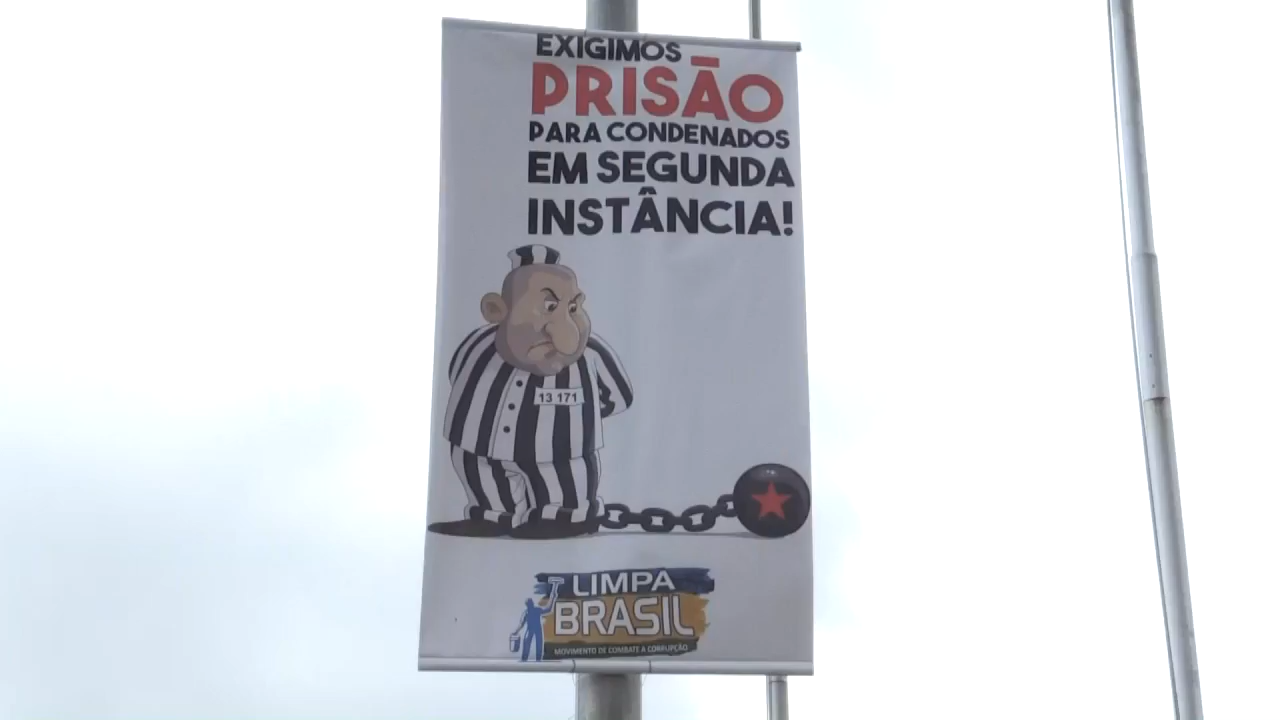 EXIGIMOS
PRISÃO
PARA CONDENADOS
EM SEGUNDA
INSTÂNCIA!
13 171
LIMPA
BRASIL
MOVIMENTO DE COMBATE A CORRUPÇÃO